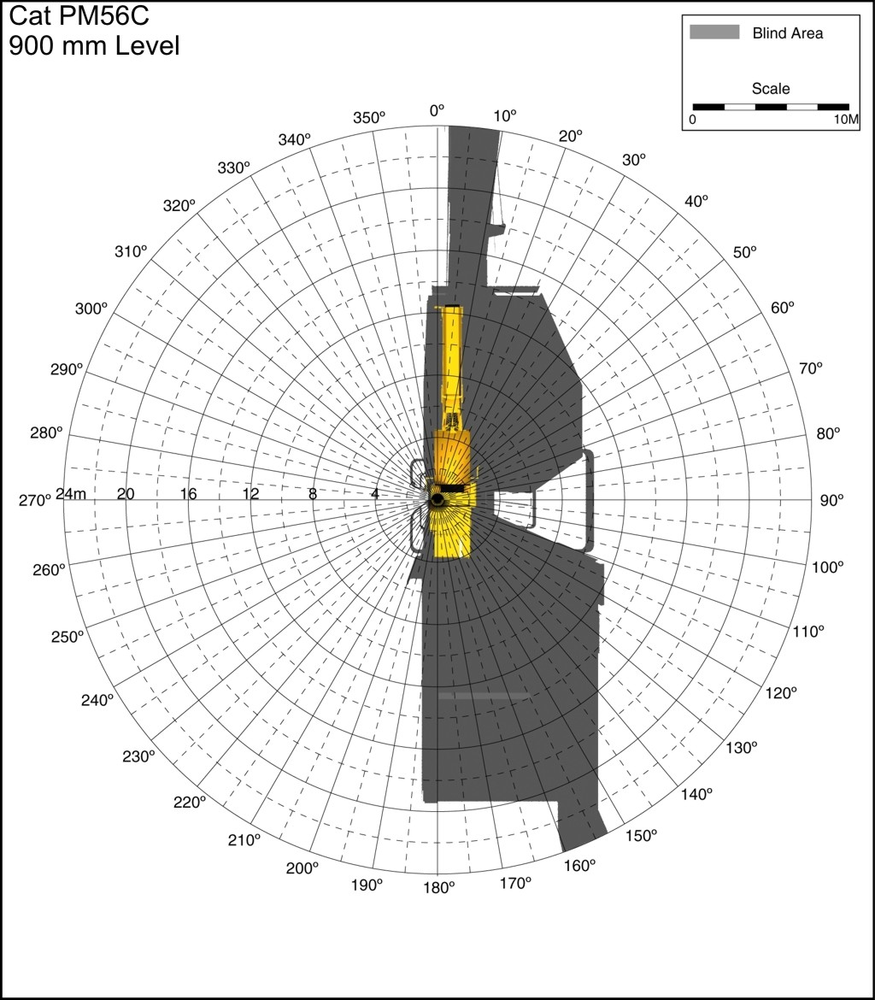 Cat PM56C
900 mm Level
Blind Area
Scale
0 10M
0º
350º 10º
340º 20º
330º 30º
320º 40º
310º 50º
300º 60º
290º 70º
280º 80º
270º 24m 20 16 12 8 4 90º
260º 100º
250º 110º
240º 120º
230º 130º
220º 140º
210º 150º
200º 160º
190º 170º
180º